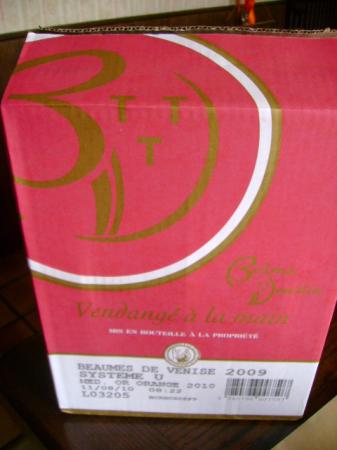 T T
T
Vendangé à la main
MIS EN BOUTEILLE À LA PROPRIÉTÉ
BEAUMES DE VENISE 2009
SYSTEME U
MED. OR ORANGE 2010
11/08/10 08:22
L03205